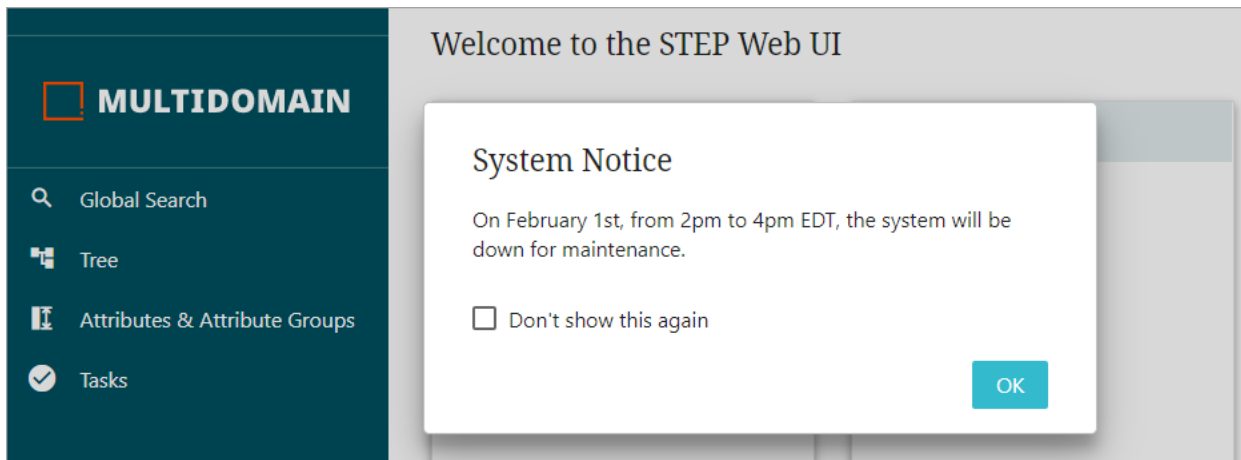 Welcome to the STEP Web UI
MULTIDOMAIN
Global Search
Tree
Attributes & Attribute Groups
Tasks
System Notice
On February 1st, from 2pm to 4pm EDT, the system will be
down for maintenance.
Don't show this again
OK